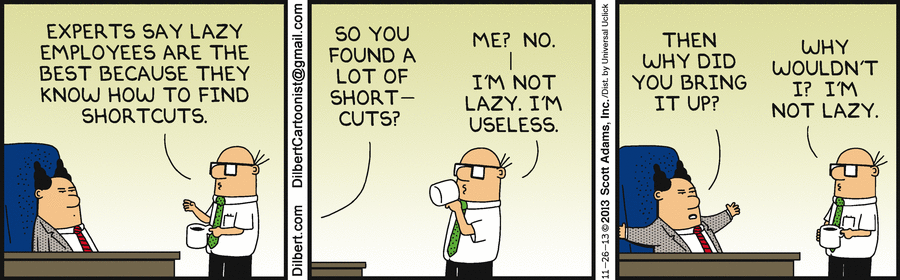 EXPERTS SAY LAZY
EMPLOYEES ARE THE
BEST BECAUSE THEY
KNOW HOW TO FIND
SHORTCUTS.
Dilbert.com DilbertCartoonist@gmail.com
SO YOU
FOUND A
LOT OF
SHORT-
CUTS?
ME? NO.
I'M NOT
LAZY. I'M
USELESS.
11-26-13 © 2013 Scott Adams, Inc. /Dist. by Universal Uclick
THEN
WHY DID
YOU BRING
IT UP?
WHY
WOULDN'T
I? I'M
NOT LAZY.